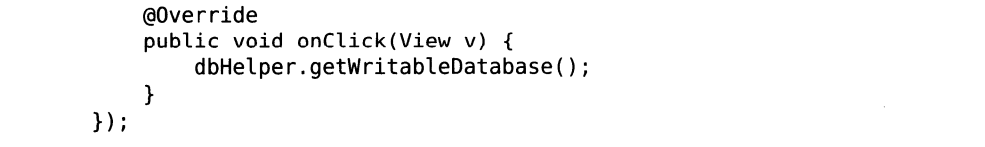 @Override
public void onClick(View v) {
dbHelper.getWritableDatabase();
}
});